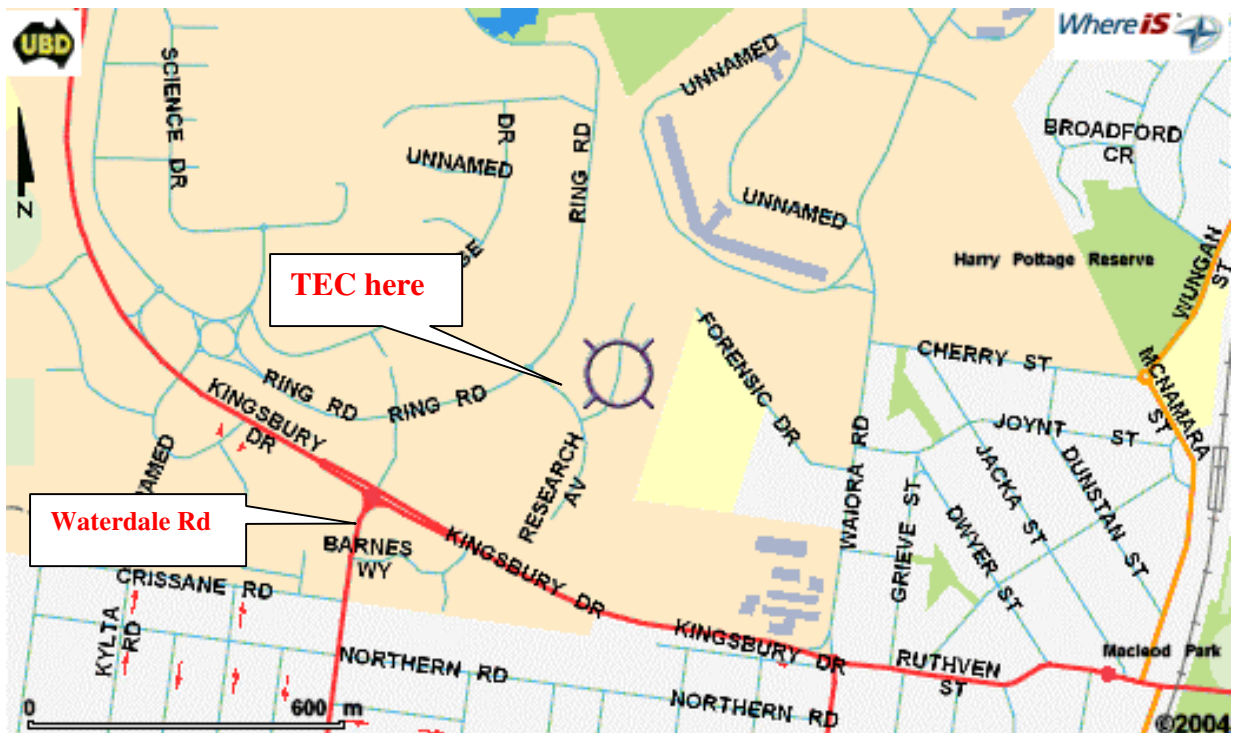 UBD
Where iS
SCIENCE DR
UNNAMED
DR
UNNAMED
RING RD
UNNAMED
BROADFORD
CR
N
Harry Pottage Reserve
WUNGAN
ST
TEC here
FORENSIC DR
CHERRY ST
MCNAMARA
ST
RING RD
RING RD
KINGSBURY
DR
JOYNT ST
RESEARCH
AV
WAIORA RD
GRIEVE ST
JACKA ST
DUNSTAN ST
DWYER ST
Waterdale Rd
BARNES
WY
KINGSBURY DR
CRISSANE RD
KYLTA
RD
NORTHERN RD
KINGSBURY DR
RUTHVEN
ST
Macleod Park
NORTHERN RD
0 600 m
©2004